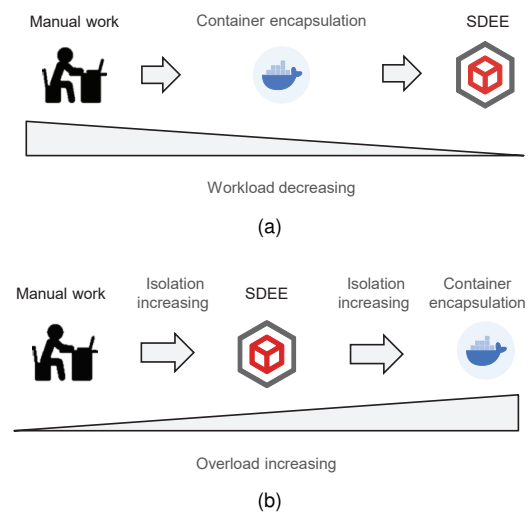 Manual work
Container encapsulation
SDEE
Workload decreasing
(a)
Manual work
Isolation
increasing
SDEE
Isolation
increasing
Container
encapsulation
Overload increasing
(b)